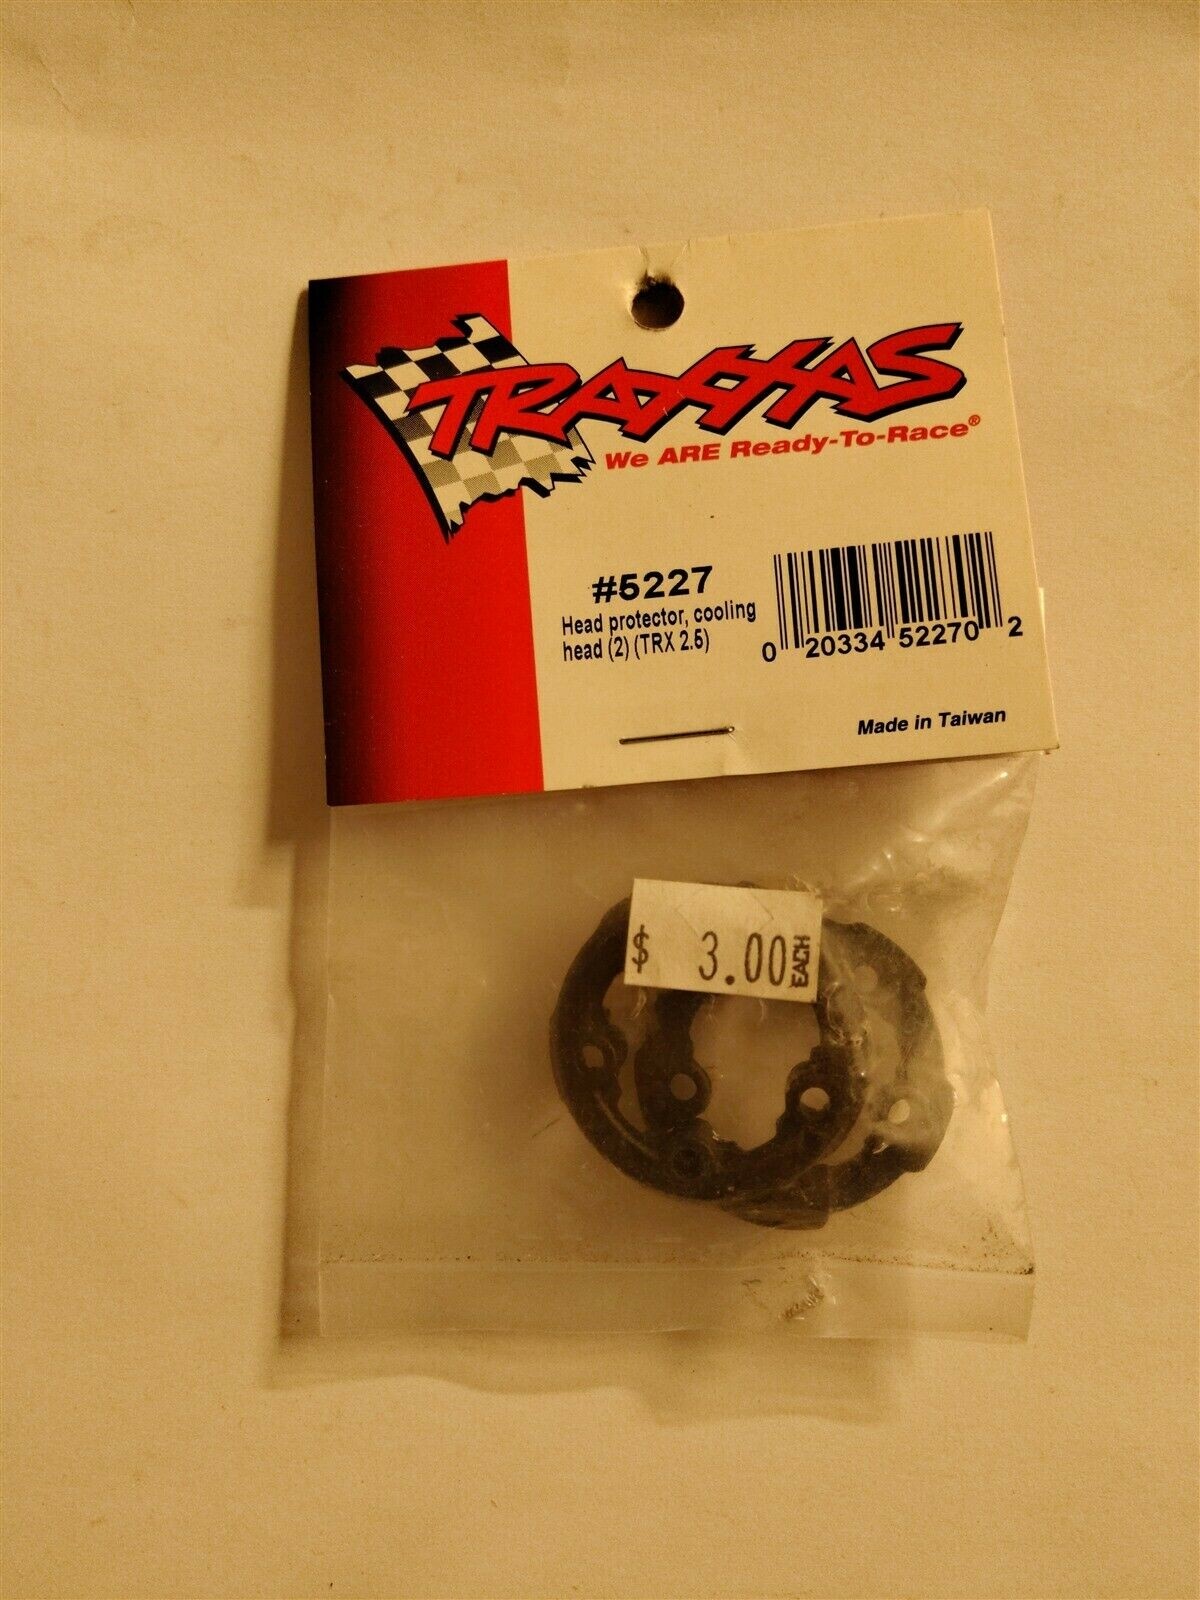 TRAXXAS
We ARE Ready-To-Race®
#5227
Head protector, cooling
head (2) (TRX 2.5)
0 20334 52270 2
Made in Taiwan
$ 3.00 EACH